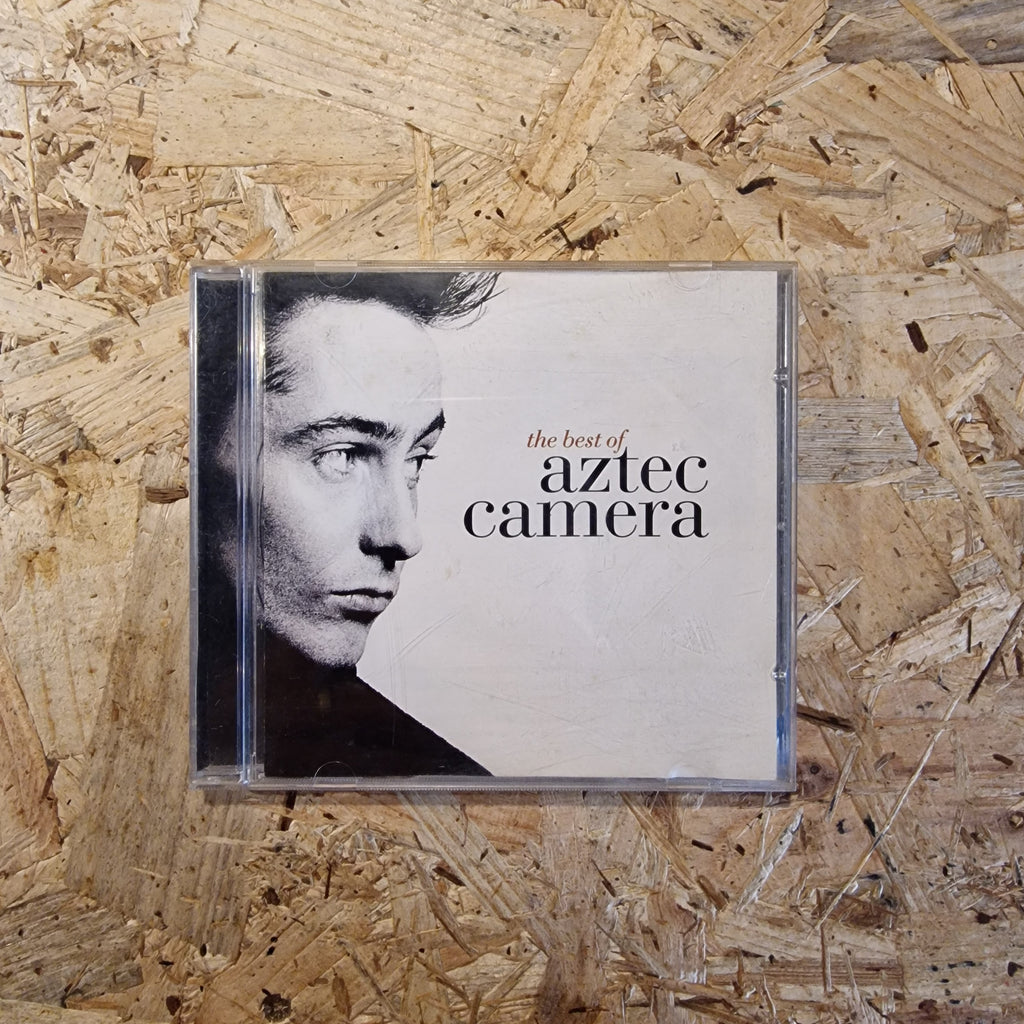 the best of
aztec
camera